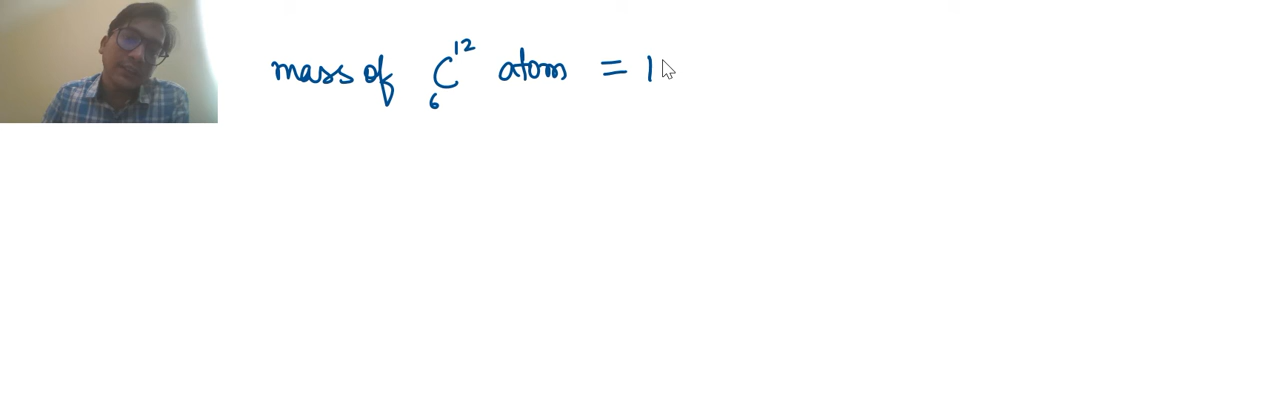 mass of ₆C¹² atom = 1